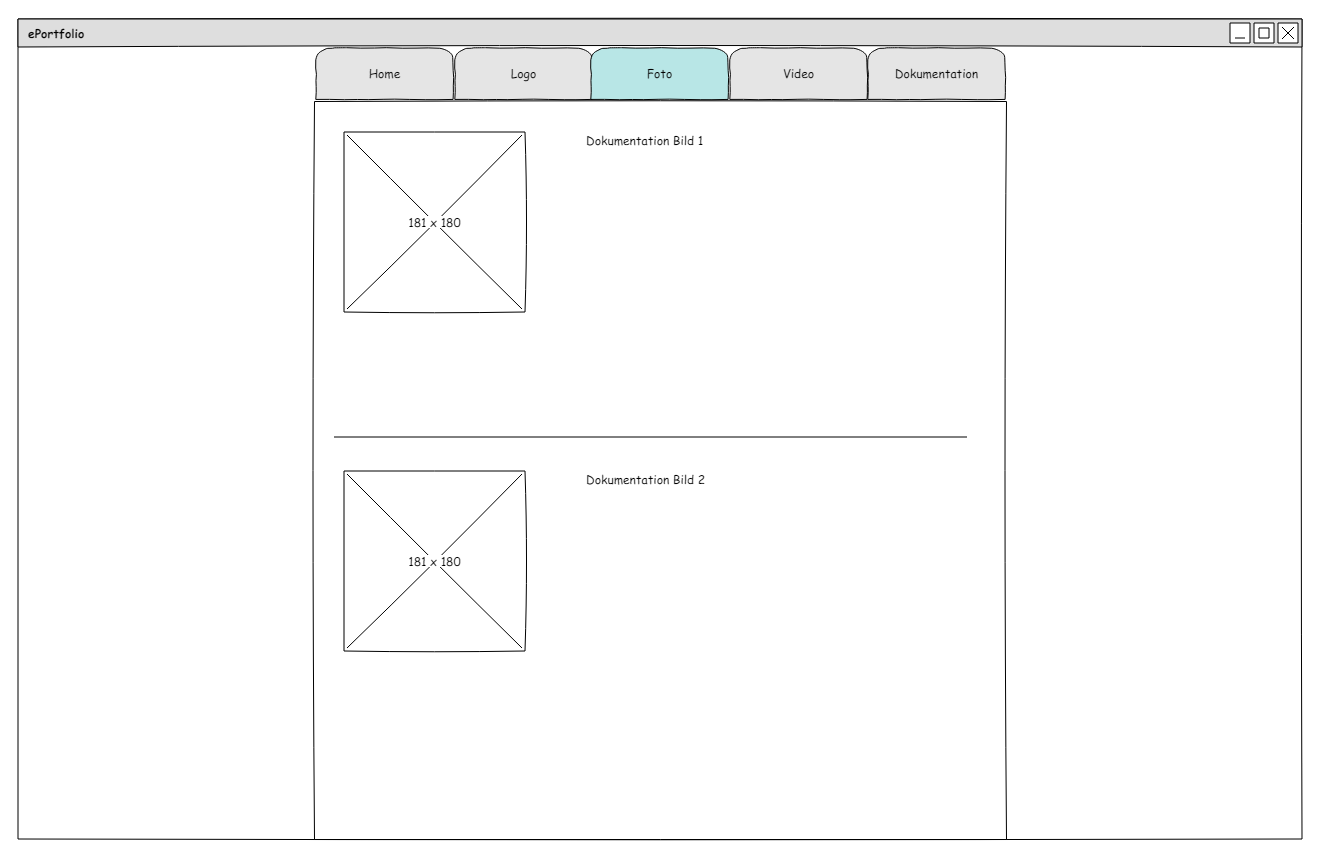 ePortfolio
Home
Logo
Foto
Video
Dokumentation
Dokumentation Bild 1
181 x 180
Dokumentation Bild 2
181 x 180